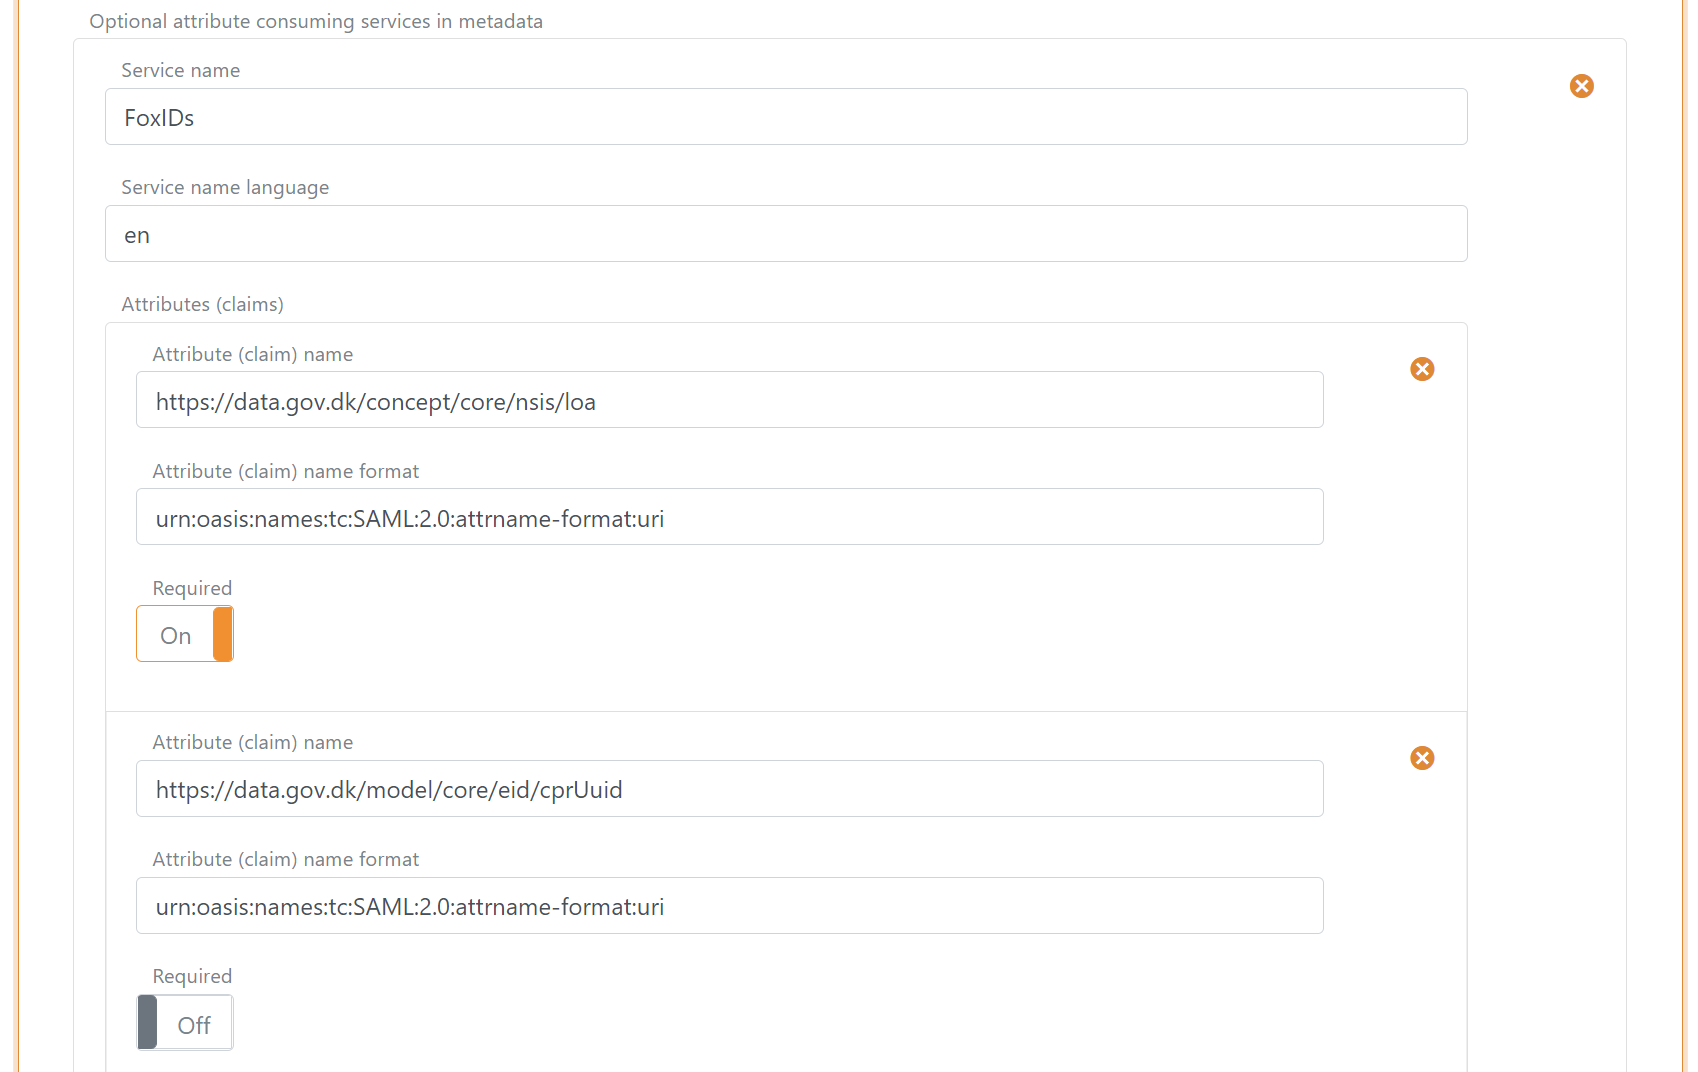 Optional attribute consuming services in metadata
Service name
FoxIDs
Service name language
en
Attributes (claims)
Attribute (claim) name
https://data.gov.dk/concept/core/nsis/loa
Attribute (claim) name format
urn:oasis:names:tc:SAML:2.0:attrname-format:uri
Required
On
Attribute (claim) name
https://data.gov.dk/model/core/eid/cprUuid
Attribute (claim) name format
urn:oasis:names:tc:SAML:2.0:attrname-format:uri
Required
Off